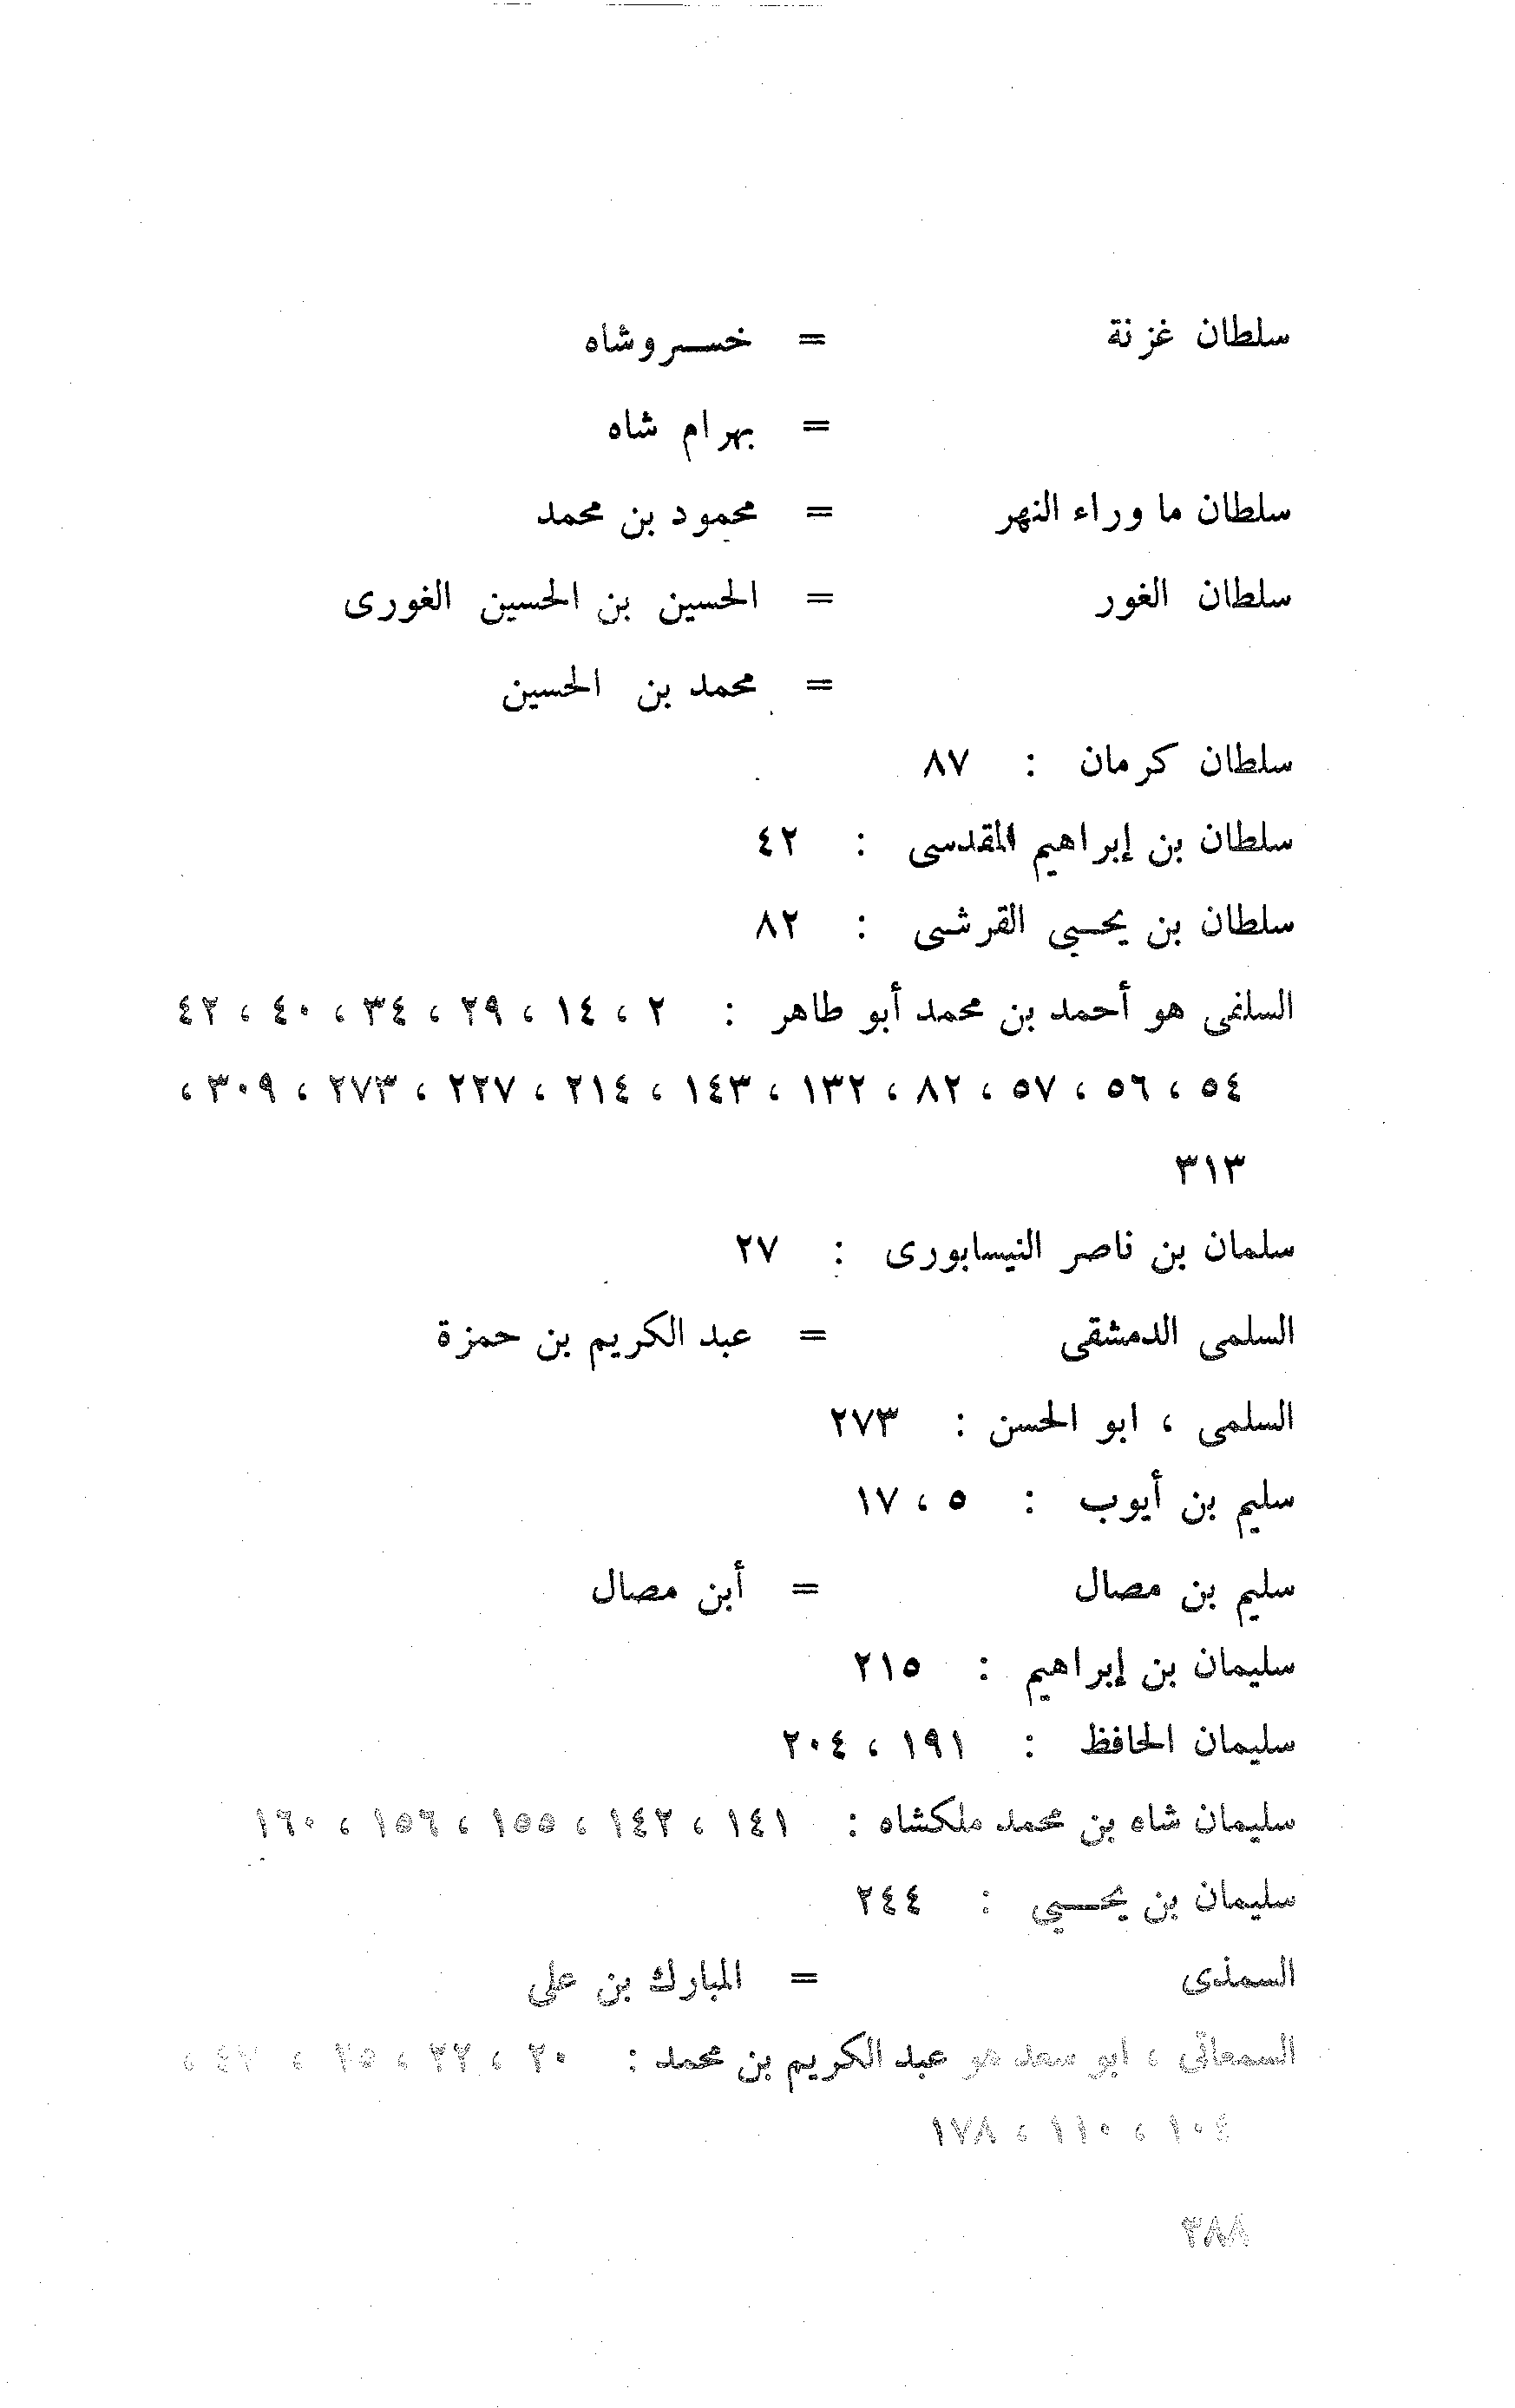 سلطان غزنة = خسروشاه
= بهرام شاه
سلطان ما وراء النهر = محمود بن محمد
سلطان الغور = الحسين بن الحسين الغورى
= محمد بن الحسين
سلطان كرمان : ٨٧
سلطان بن إبراهيم المقدسى : ٤٢
سلطان بن يحيي القرشى : ٨٢
السلفى هو أحمد بن محمد أبو طاهر : ٢ ، ١٤ ، ٢٩ ، ٣٤ ، ٤٠ ، ٤٢
٥٤ ، ٥٦ ، ٥٧ ، ٨٢ ، ١٣٢ ، ١٤٣ ، ٢١٤ ، ٢٢٧ ، ٢٧٣ ، ٣٠٩ ،
٣١٣
سلمان بن ناصر النيسابورى : ٢٧
السلمى الدمشقى = عبد الكريم بن حمزة
السلمى ، ابو الحسن : ٢٧٣
سليم بن أيوب : ٥ ، ١٧
سليم بن مصال = أبن مصال
سليمان بن إبراهيم : ٢١٥
سليمان الحافظ : ١٩١ ، ٢٠٤
سليمان شاه بن محمد ملكشاه : ١٤١ ، ١٤٢ ، ١٥٥ ، ١٥٦ ، ١٦٠
سليمان بن يحيي : ٢٤٤
السمذى = المبارك بن على
السمعانى ، ابو سعد هو عبد الكريم بن محمد : ٢٠ ، ٢٢ ، ٢٥ ، ٤٧ ،
١٠٤ ، ١١٠ ، ١٧٨
٣٨٨